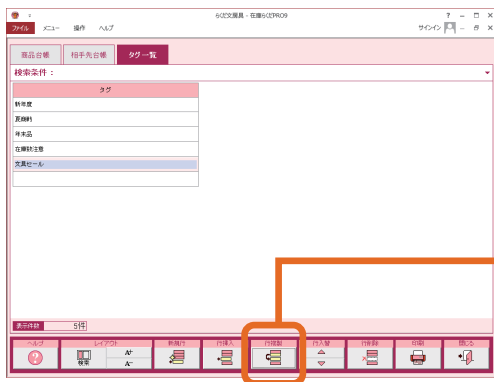 らくだ文具 - 在庫らくだPRO9
ファイル メニュー 操作 ヘルプ サインイン
商品台帳 相手先台帳 タグ一覧
検索条件：
タグ
新年度
夏商戦
年末品
在庫数注意
文具セール
表示件数 5件
ヘルプ レイアウト 新規行 行挿入 行複製 行入替 行削除 印刷 閉じる
検索 A+
A-